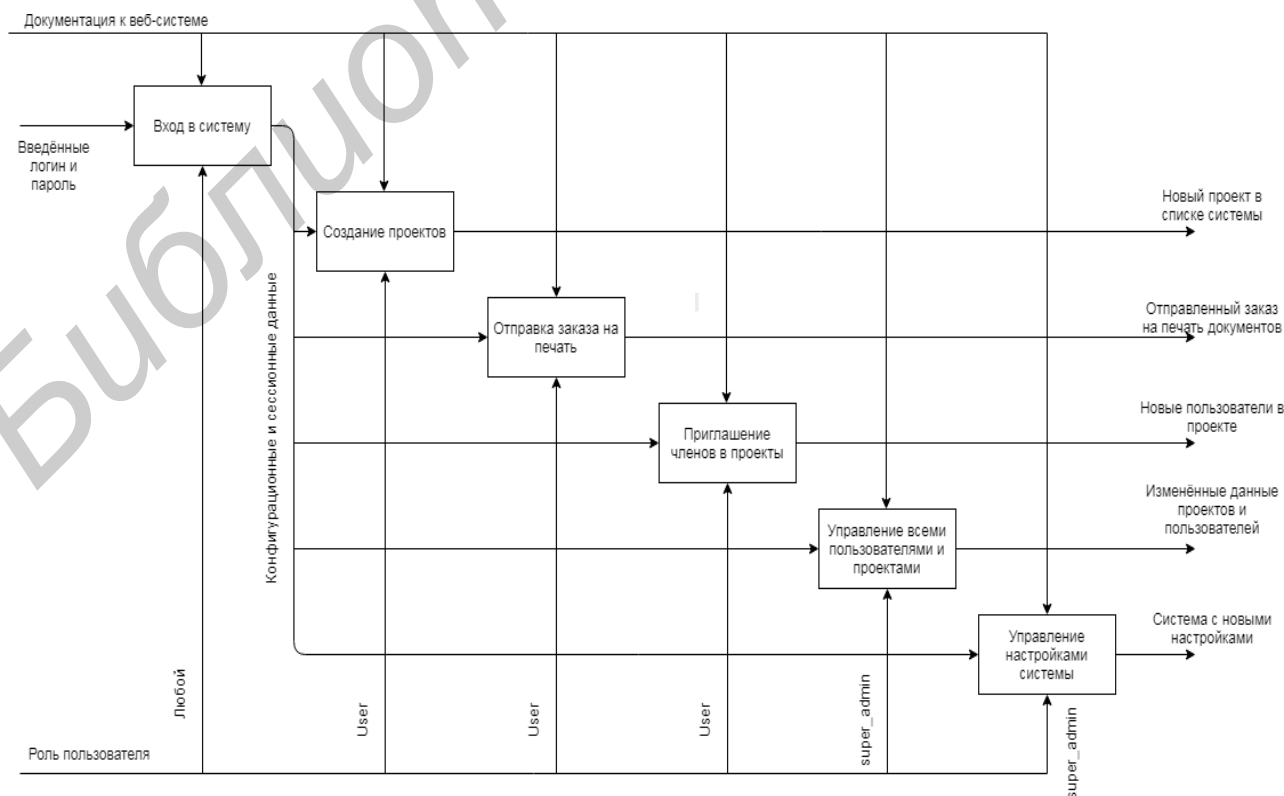 Документация к веб-системе
Библиот
Вход в систему
Введённые
логин и
пароль
Новый проект в
списке системы
Создание проектов
Конфигурационные и сессионные данные
Отправка заказа на
печать
Отправленный заказ
на печать документов
Новые пользователи в
проекте
Приглашение
членов в проекты
Изменённые данные
проектов и
пользователей
Управление всеми
пользователями и
проектами
Система с новыми
настройками
Управление
настройками
системы
Любой
User
User
User
super_admin
super_admin
Роль пользователя